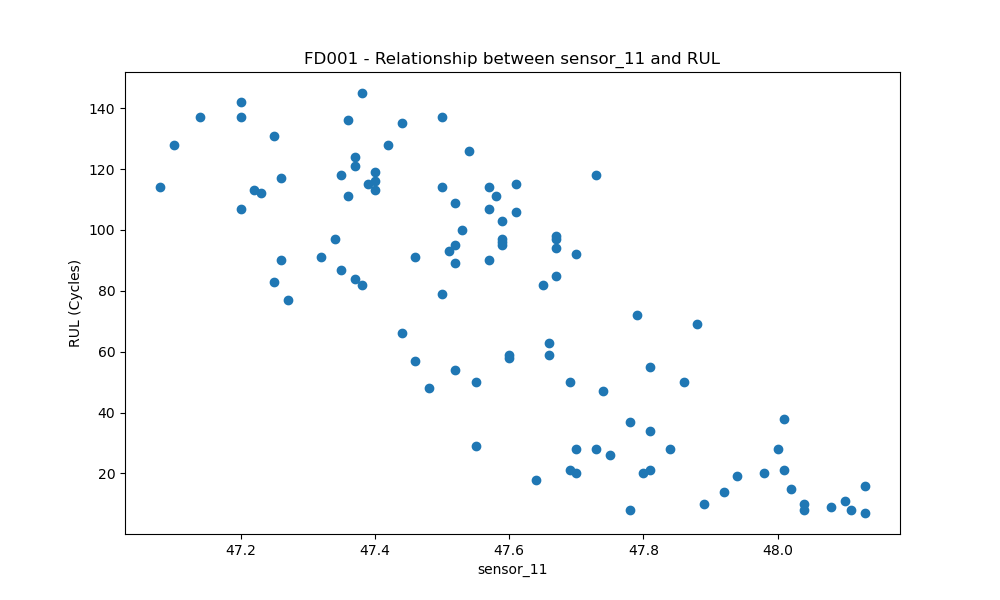 FD001 - Relationship between sensor_11 and RUL
140
120
100
80
60
40
20
RUL (Cycles)
47.2 47.4 47.6 47.8 48.0
sensor_11